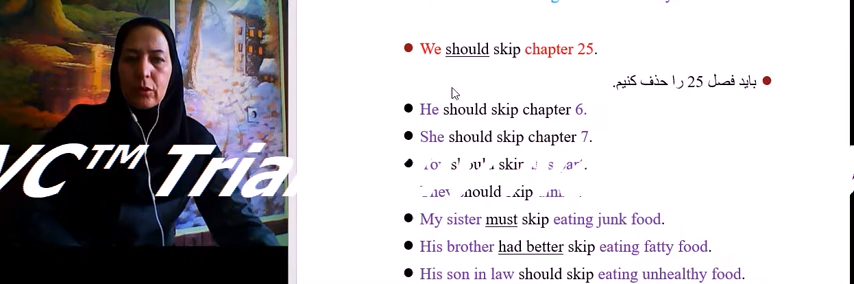 We should skip chapter 25.
باید فصل 25 را حذف کنیم.
He should skip chapter 6.
She should skip chapter 7.
should skip
should skip
My sister must skip eating junk food.
His brother had better skip eating fatty food.
His son in law should skip eating unhealthy food.
VC™ Trial